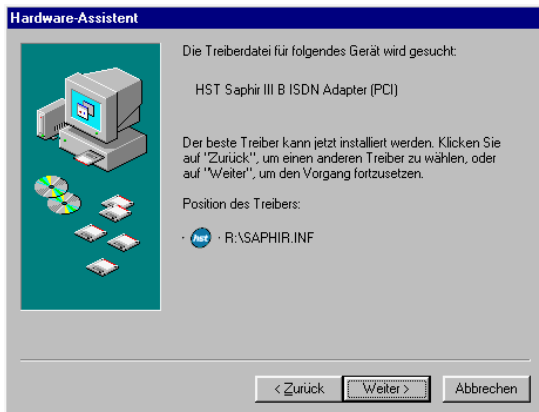 Hardware-Assistent
Die Treiberdatei für folgendes Gerät wird gesucht:
HST Saphir III B ISDN Adapter (PCI)
Der beste Treiber kann jetzt installiert werden. Klicken Sie
auf "Zurück", um einen anderen Treiber zu wählen, oder
auf "Weiter", um den Vorgang fortzusetzen.
Position des Treibers:
hst R:\SAPHIR.INF
< Zurück Weiter > Abbrechen